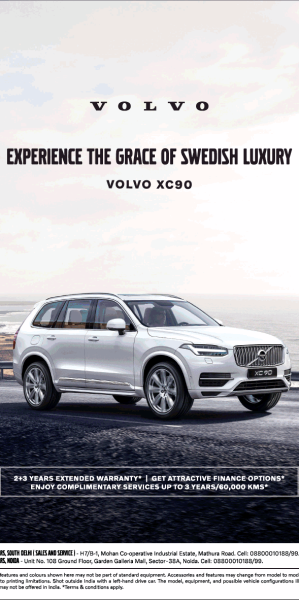 VOLVO
EXPERIENCE THE GRACE OF SWEDISH LUXURY
VOLVO XC90
XC90
2+3 YEARS EXTENDED WARRANTY* | GET ATTRACTIVE FINANCE OPTIONS*
ENJOY COMPLIMENTARY SERVICES UP TO 3 YEARS/60,000 KMS*
RS, SOUTH DELHI (SALES AND SERVICE) - H7/B-1, Mohan Co-operative Industrial Estate, Mathura Road. Cell: 08800010188/99.
RS, NOIDA - Unit No. 108 Ground Floor, Garden Galleria Mall, Sector-38A, Noida. Cell: 08800010188/99.
features and colours shown here may not be part of standard equipment. Accessories and features may change from model to mod
to printing limitations. Shot outside India with a left-hand driver car. The model, equipment, and possible vehicle configurations ill
may not be offered in India. *Terms & conditions apply.